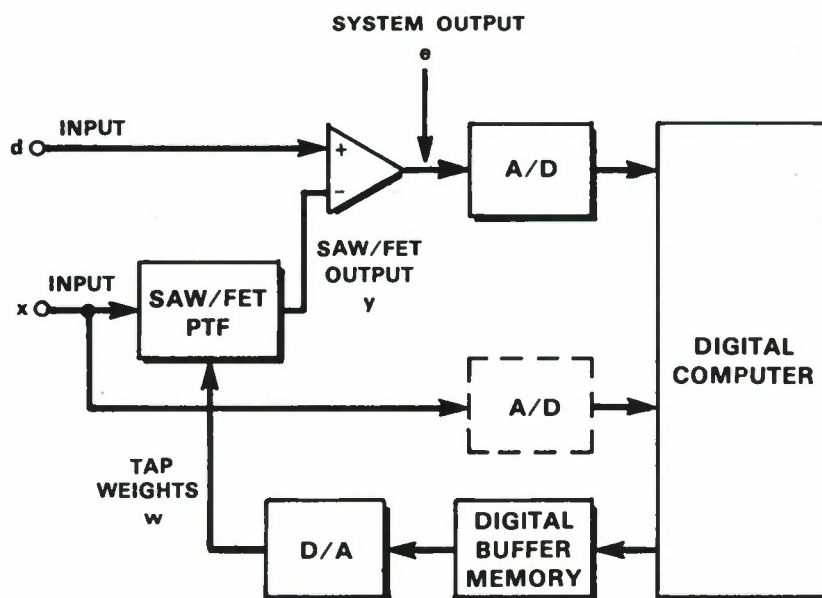 SYSTEM OUTPUT
e
INPUT
d
+
−
A/D
SAW/FET
OUTPUT
y
INPUT
x
SAW/FET
PTF
DIGITAL
COMPUTER
A/D
TAP
WEIGHTS
w
D/A
DIGITAL
BUFFER
MEMORY